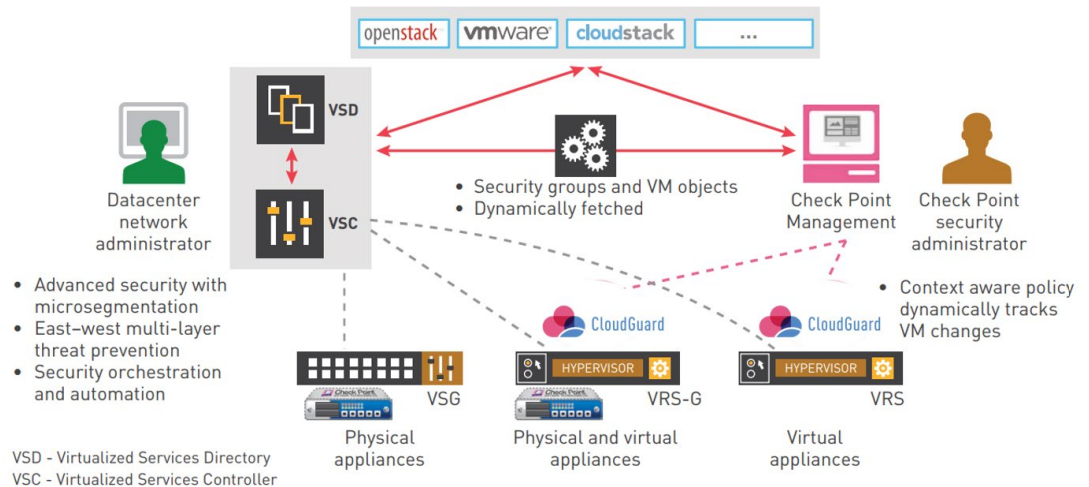 openstack
vmware
cloudstack
...
VSD
VSC
Datacenter
network
administrator
• Security groups and VM objects
• Dynamically fetched
Check Point
Management
Check Point
security
administrator
• Advanced security with
microsegmentation
• East–west multi-layer
threat prevention
• Security orchestration
and automation
• Context aware policy
dynamically tracks
VM changes
CloudGuard
CloudGuard
HYPERVISOR
HYPERVISOR
Check Point
VSG
Check Point
VRS-G
VRS
Physical
appliances
Physical and virtual
appliances
Virtual
appliances
VSD - Virtualized Services Directory
VSC - Virtualized Services Controller